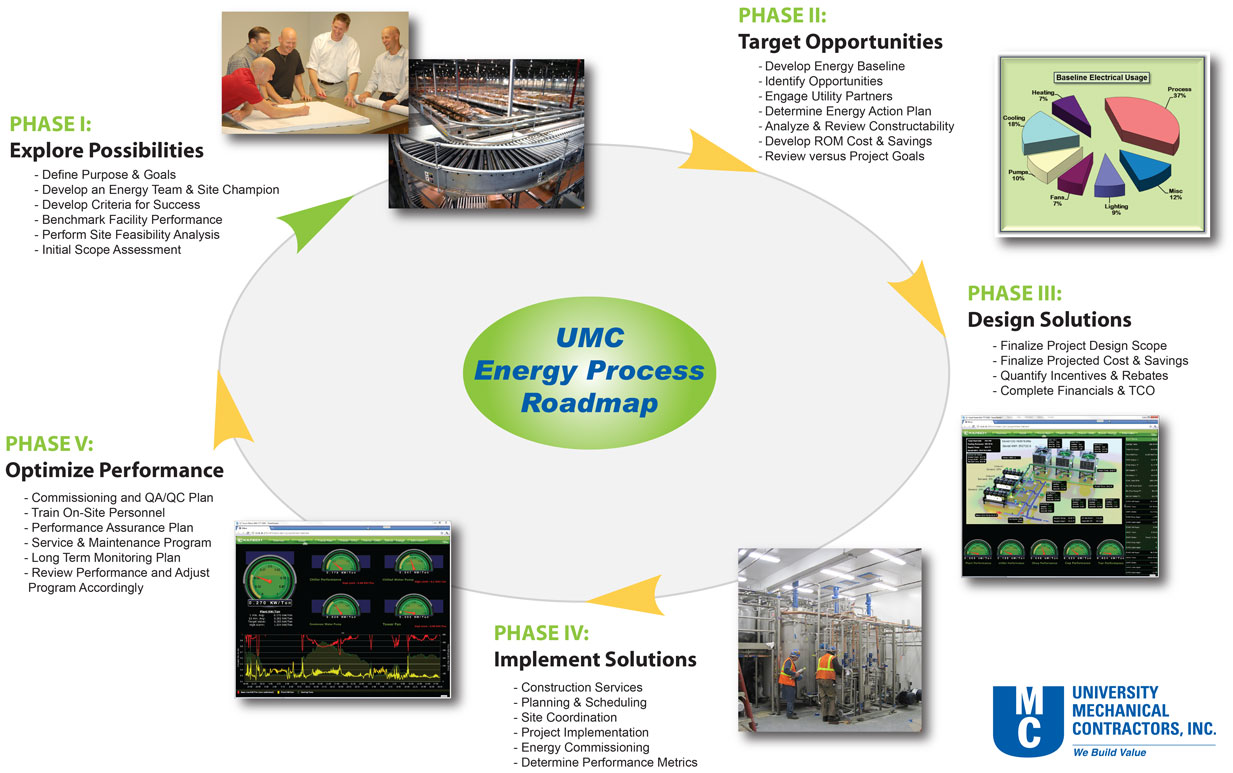 PHASE I:
Explore Possibilities
- Define Purpose & Goals
- Develop an Energy Team & Site Champion
- Develop Criteria for Success
- Benchmark Facility Performance
- Perform Site Feasibility Analysis
- Initial Scope Assessment
PHASE II:
Target Opportunities
- Develop Energy Baseline
- Identify Opportunities
- Engage Utility Partners
- Determine Energy Action Plan
- Analyze & Review Constructability
- Develop ROM Cost & Savings
- Review versus Project Goals
Baseline Electrical Usage
Heating
7%
Process
37%
Cooling
18%
Pumps
10%
Fans
7%
Lighting
9%
Misc
12%
PHASE III:
Design Solutions
- Finalize Project Design Scope
- Finalize Projected Cost & Savings
- Quantify Incentives & Rebates
- Complete Financials & TCO
UMC
Energy Process
Roadmap
PHASE IV:
Implement Solutions
- Construction Services
- Planning & Scheduling
- Site Coordination
- Project Implementation
- Energy Commissioning
- Determine Performance Metrics
PHASE V:
Optimize Performance
- Commissioning and QA/QC Plan
- Train On-Site Personnel
- Performance Assurance Plan
- Service & Maintenance Program
- Long Term Monitoring Plan
- Review Performance and Adjust
Program Accordingly
0.270 KW/Ton
M
C
UNIVERSITY
MECHANICAL
CONTRACTORS, INC.
We Build Value